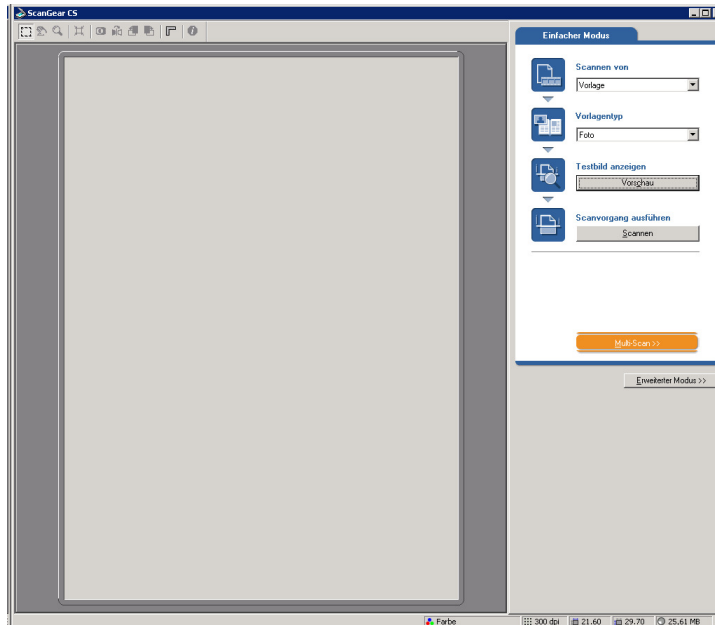 ScanGear CS
Einfacher Modus
Scannen von
Vorlage
Vorlagentyp
Foto
Testbild anzeigen
Vorschau
Scanvorgang ausführen
Scannen
Multi-Scan >>
Erweiterter Modus >>
Farbe
300 dpi
21.60
29.70
25.61 MB